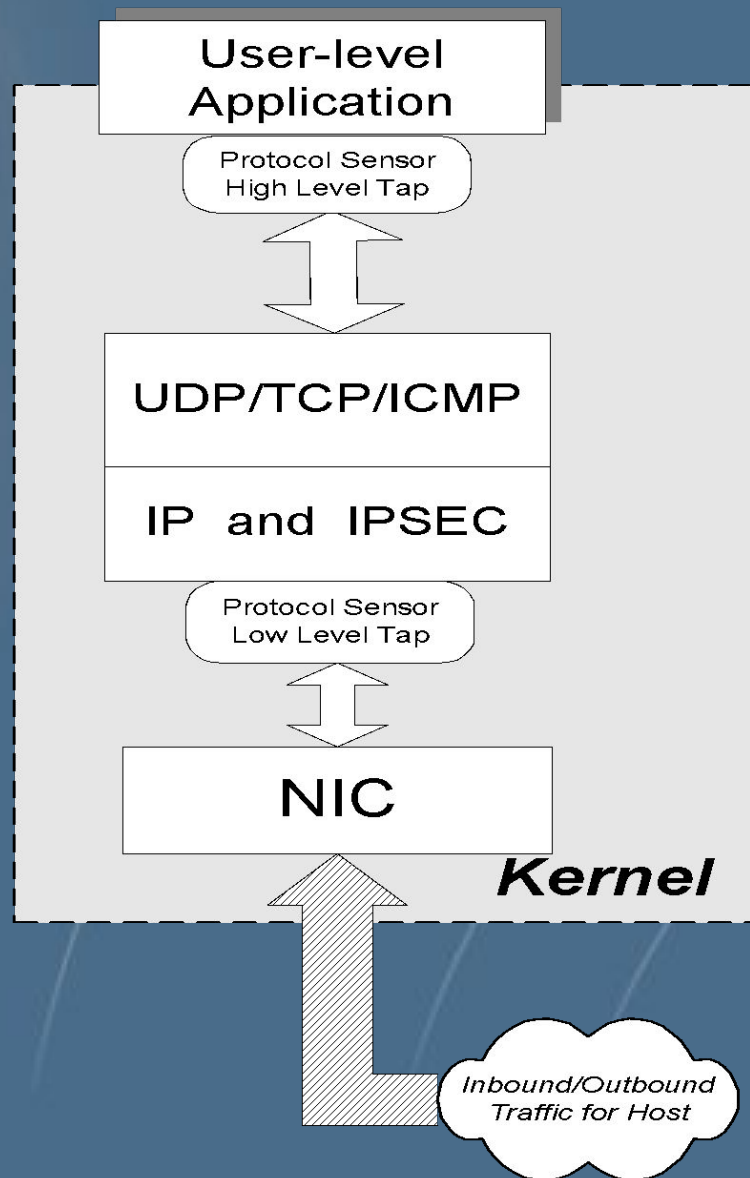 User-level
Application
Protocol Sensor
High Level Tap
UDP/TCP/ICMP
IP and IPSEC
Protocol Sensor
Low Level Tap
NIC
Kernel
Inbound/Outbound
Traffic for Host